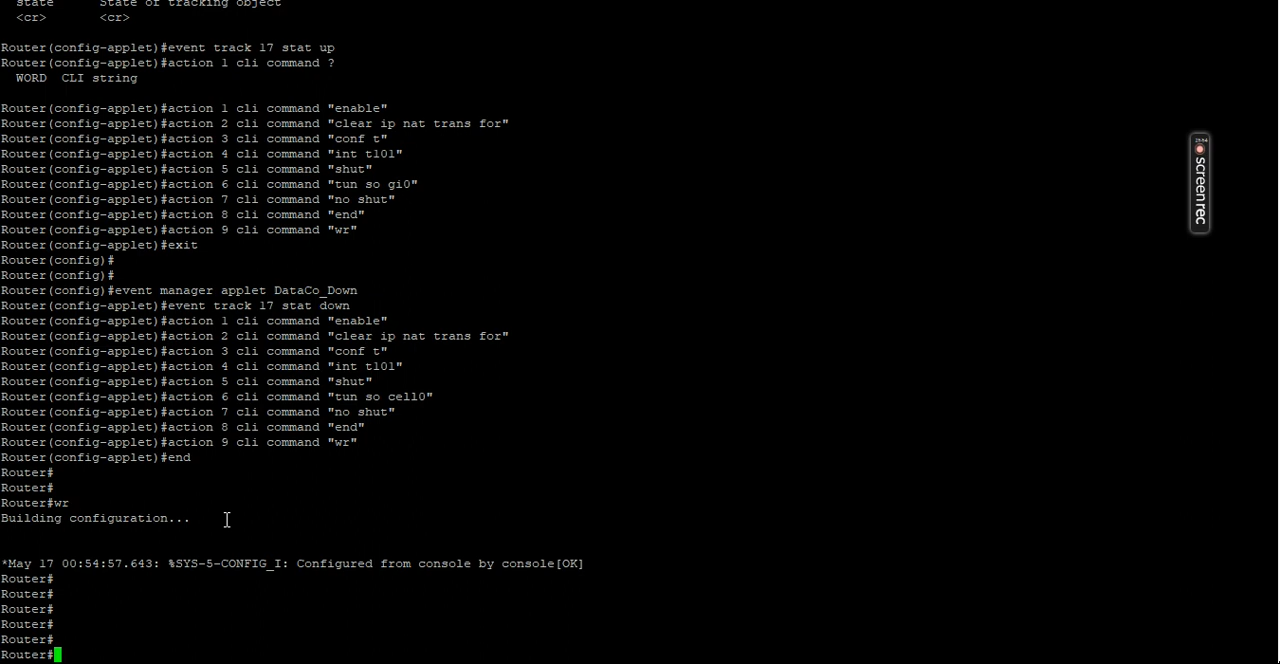 state      State of tracking object
<cr>       <cr>
Router(config-applet)#event track 17 stat up
Router(config-applet)#action 1 cli command ?
WORD  CLI string
Router(config-applet)#action 1 cli command "enable"
Router(config-applet)#action 2 cli command "clear ip nat trans for"
Router(config-applet)#action 3 cli command "conf t"
Router(config-applet)#action 4 cli command "int t101"
Router(config-applet)#action 5 cli command "shut"
Router(config-applet)#action 6 cli command "tun so gi0"
Router(config-applet)#action 7 cli command "no shut"
Router(config-applet)#action 8 cli command "end"
Router(config-applet)#action 9 cli command "wr"
Router(config-applet)#exit
Router(config)#
Router(config)#
Router(config)#event manager applet DataCo_Down
Router(config-applet)#event track 17 stat down
Router(config-applet)#action 1 cli command "enable"
Router(config-applet)#action 2 cli command "clear ip nat trans for"
Router(config-applet)#action 3 cli command "conf t"
Router(config-applet)#action 4 cli command "int t101"
Router(config-applet)#action 5 cli command "shut"
Router(config-applet)#action 6 cli command "tun so cell0"
Router(config-applet)#action 7 cli command "no shut"
Router(config-applet)#action 8 cli command "end"
Router(config-applet)#action 9 cli command "wr"
Router(config-applet)#end
Router#
Router#
Router#wr
Building configuration...
*May 17 00:54:57.643: %SYS-5-CONFIG_I: Configured from console by console[OK]
Router#
Router#
Router#
Router#
Router#
Router#
screenrec